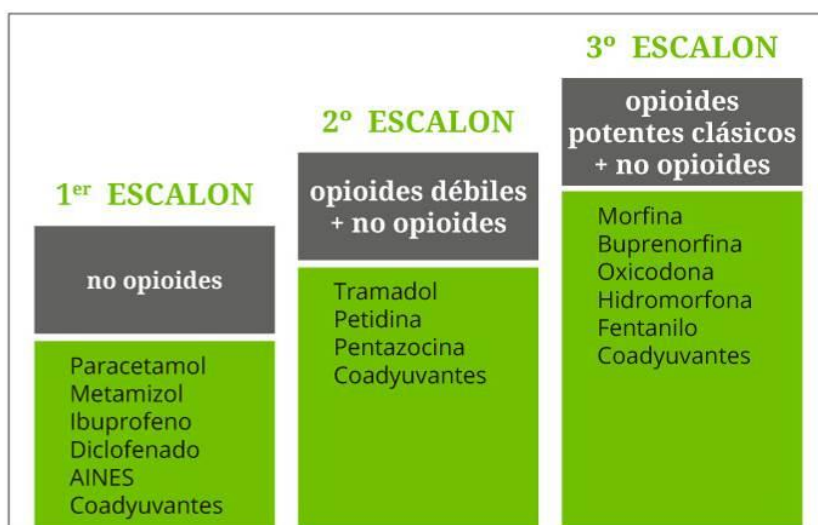 1er ESCALON
no opioides
Paracetamol
Metamizol
Ibuprofeno
Diclofenado
AINES
Coadyuvantes
2º ESCALON
opioides débiles
+ no opioides
Tramadol
Petidina
Pentazocina
Coadyuvantes
3º ESCALON
opioides
potentes clásicos
+ no opioides
Morfina
Buprenorfina
Oxicodona
Hidromorfona
Fentanilo
Coadyuvantes